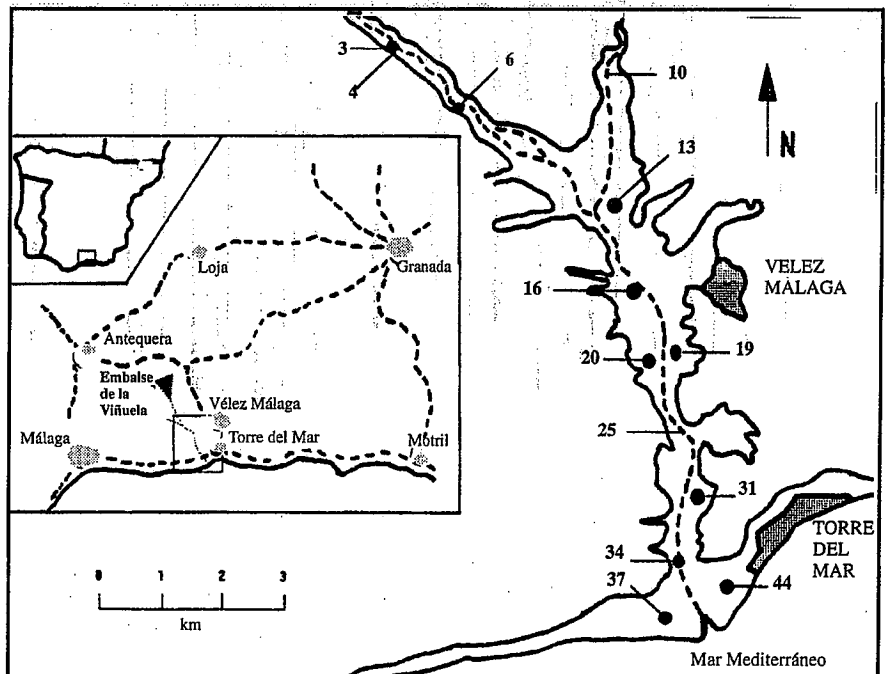 3
4
6
10
N
13
Loja
Granada
VELEZ
MÁLAGA
16
Antequera
19
20
Embalse
de la
Viñuela
Vélez Málaga
25
Málaga
Torre del Mar
Motril
31
TORRE
DEL
MAR
34
0 1 2 3
37
44
km
Mar Mediterráneo